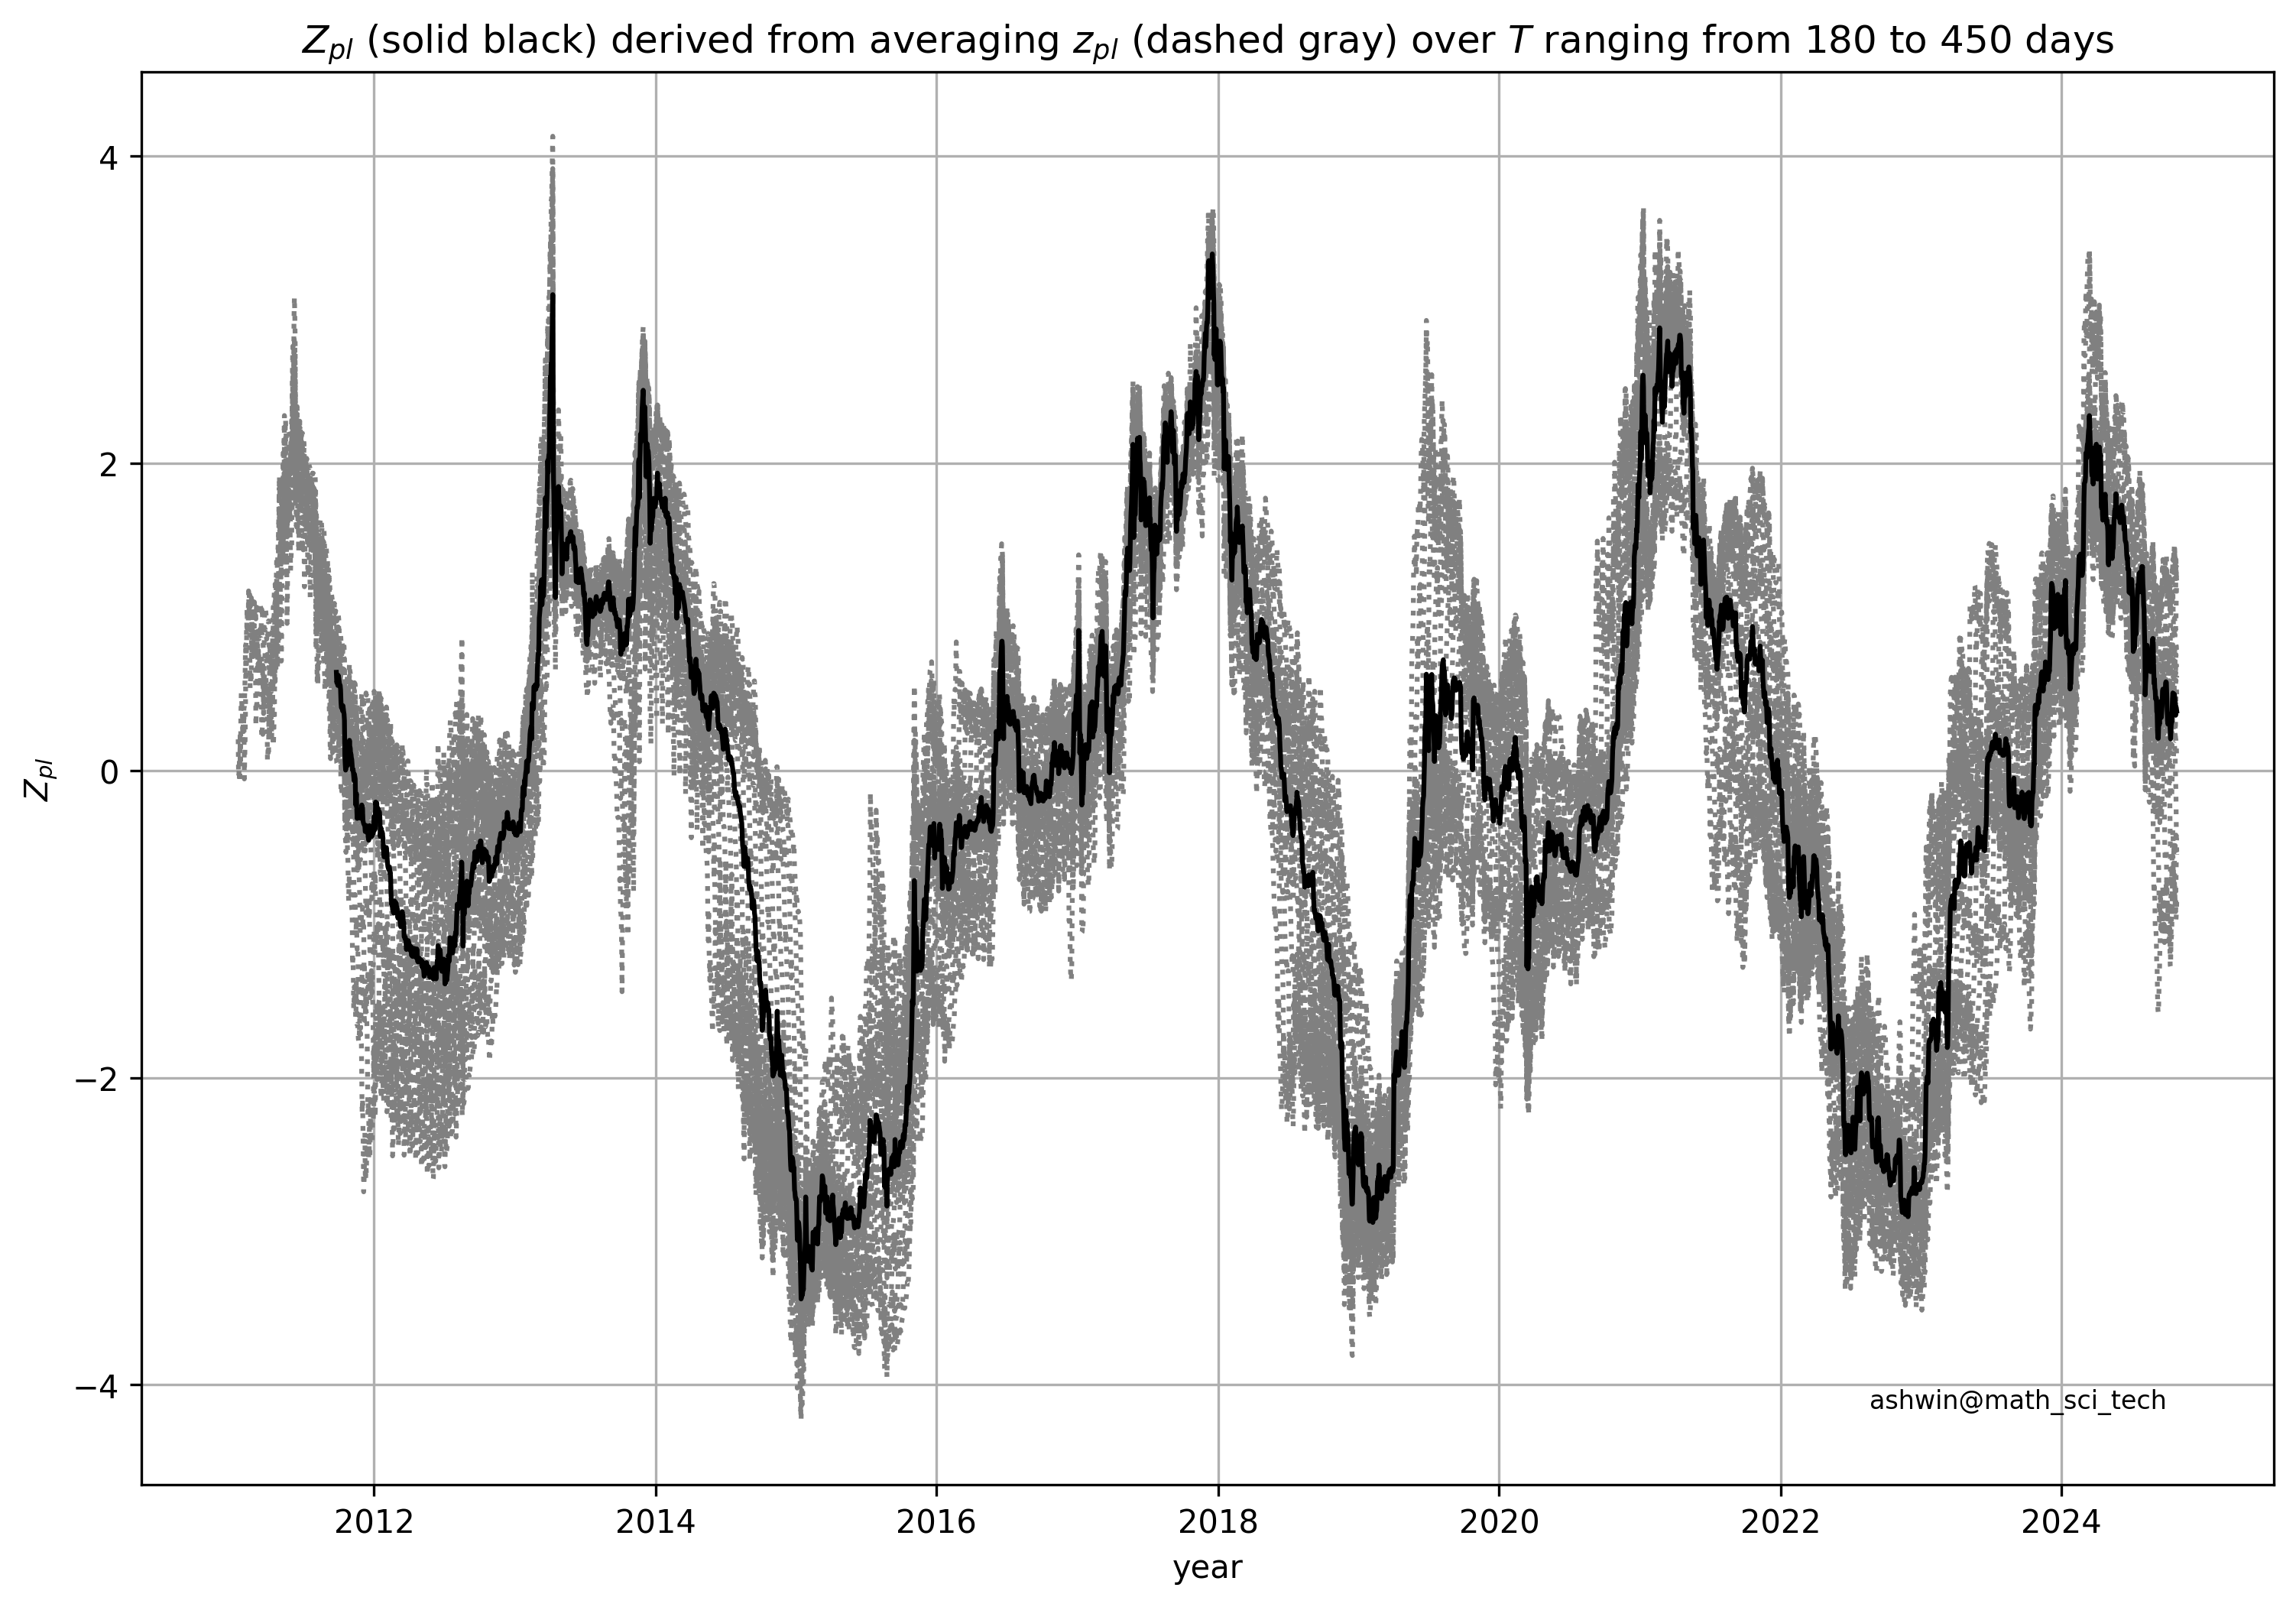 Z_pl (solid black) derived from averaging z_pl (dashed gray) over T ranging from 180 to 450 days
4
2
0
−2
−4
Z_pl
2012 2014 2016 2018 2020 2022 2024
year
ashwin@math_sci_tech